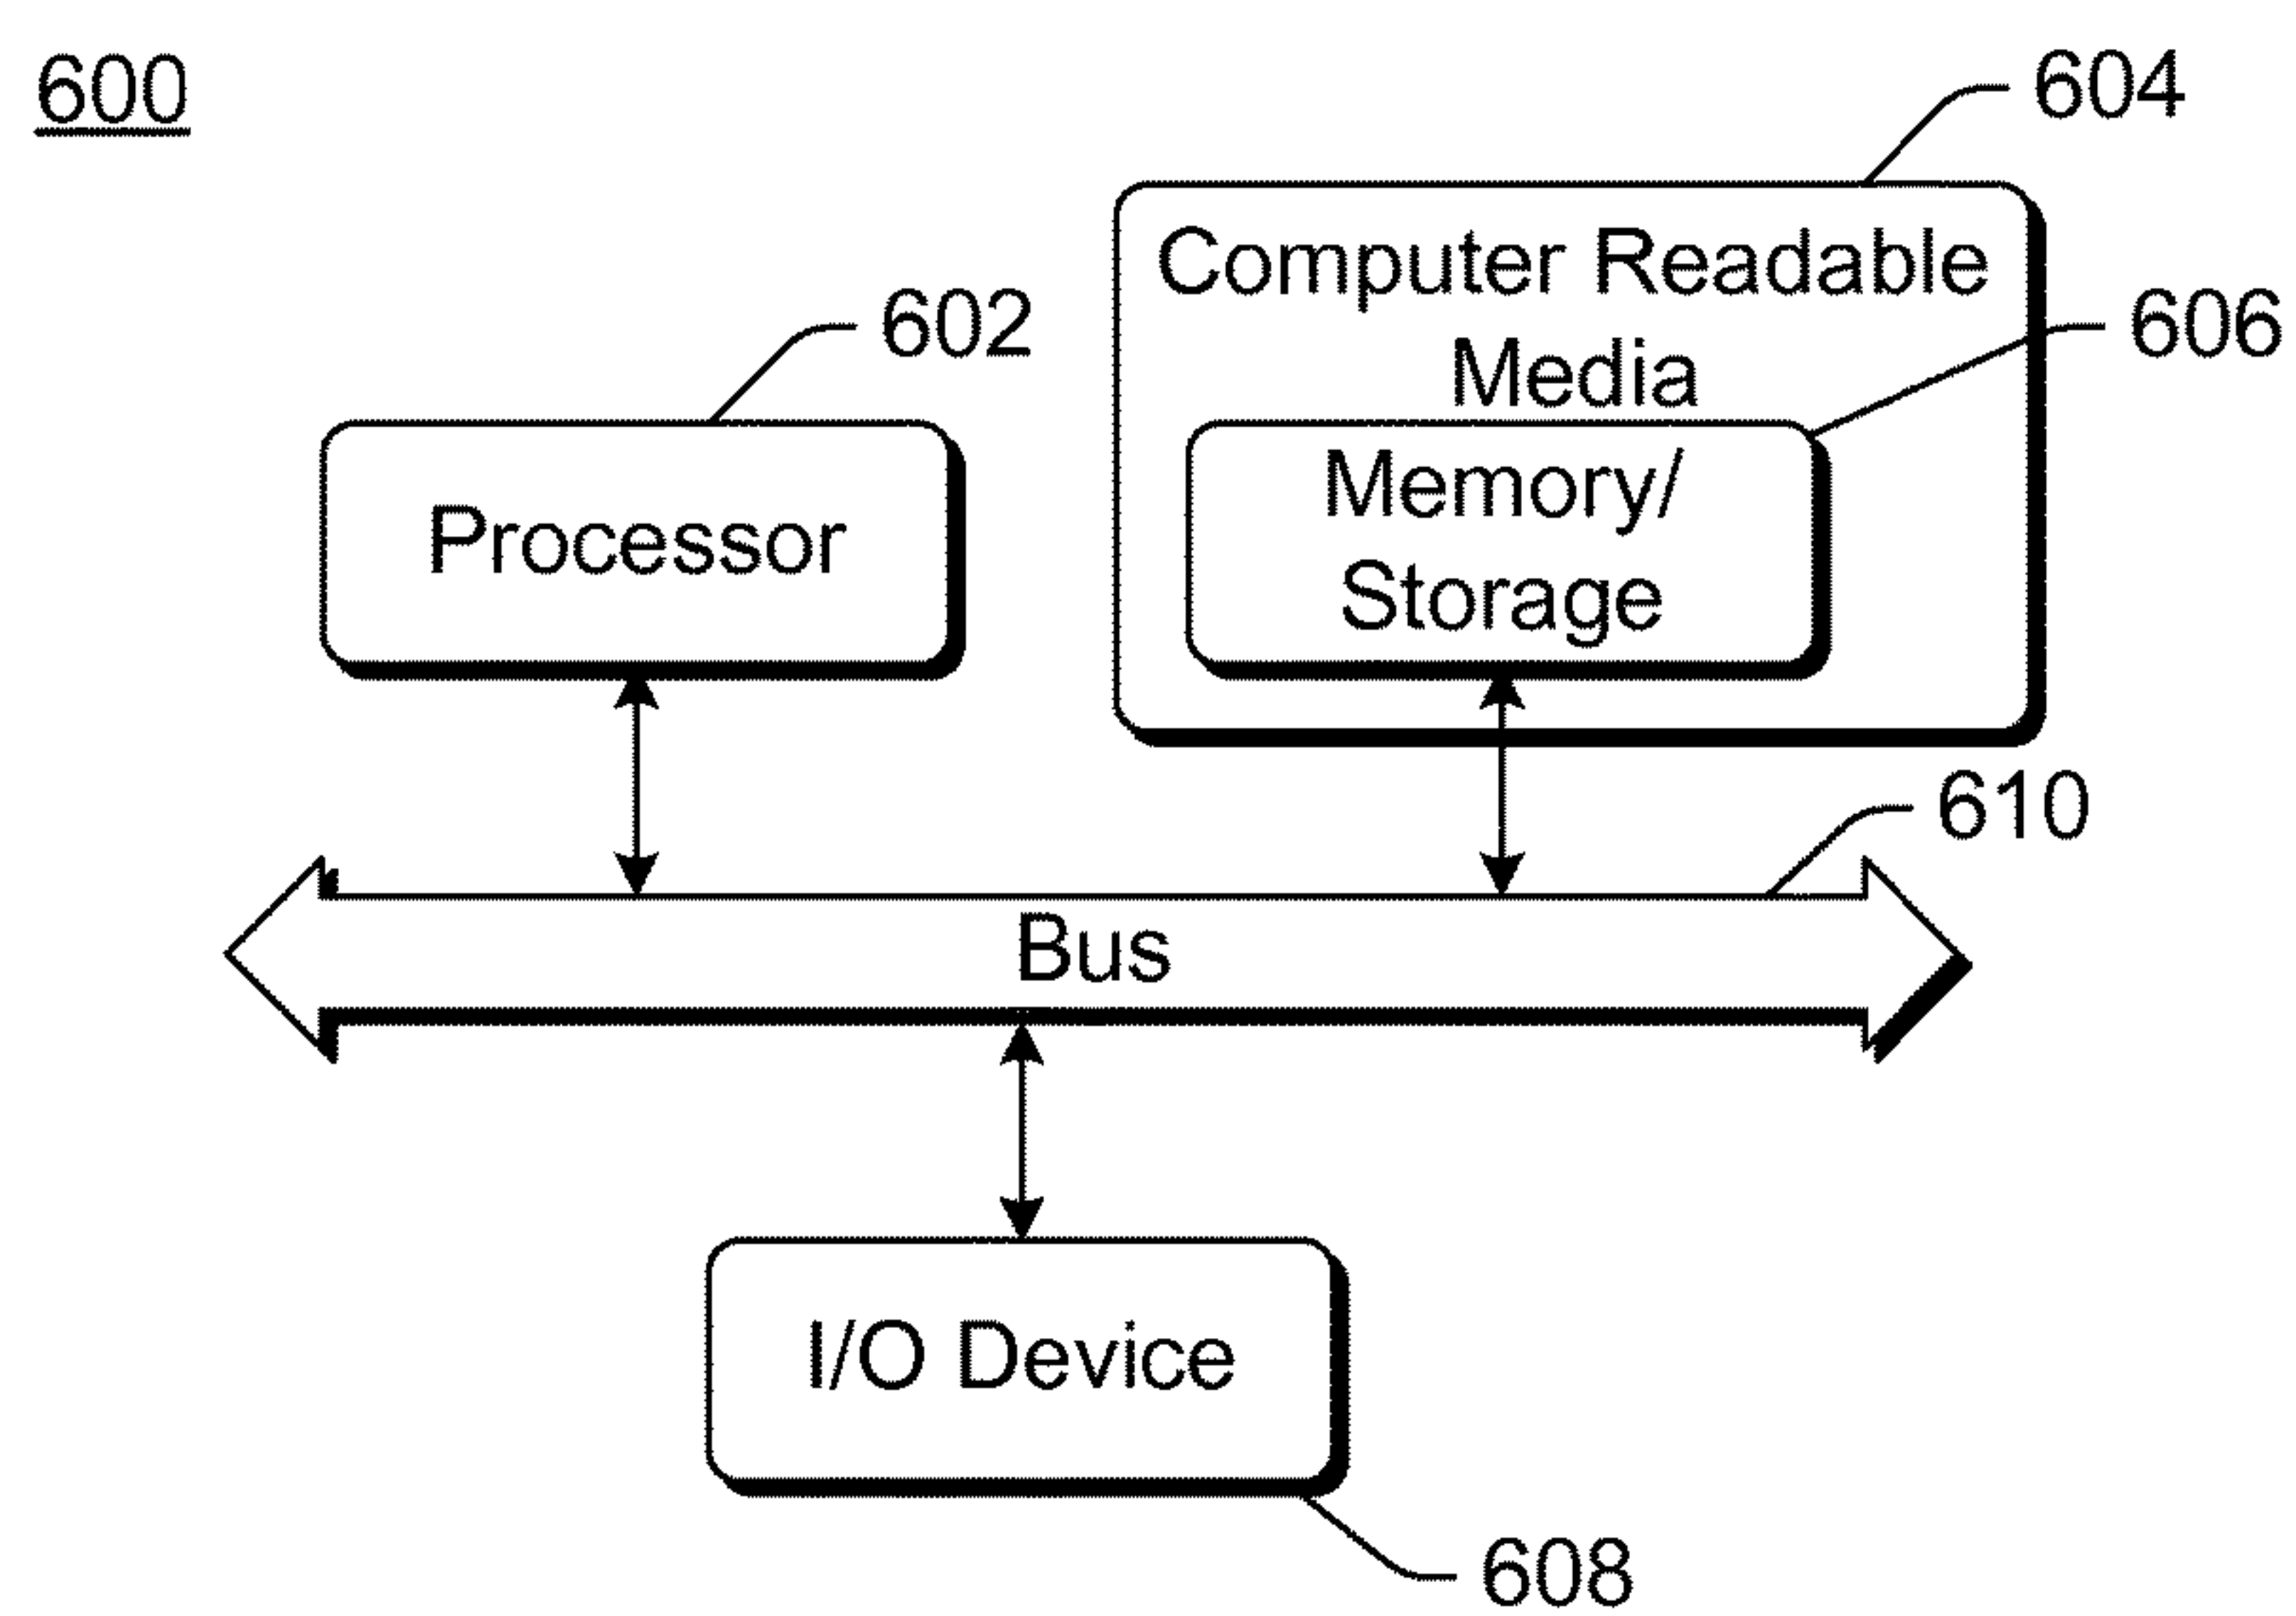 600
604
Computer Readable
Media
606
602
Processor
Memory/
Storage
610
Bus
I/O Device
608